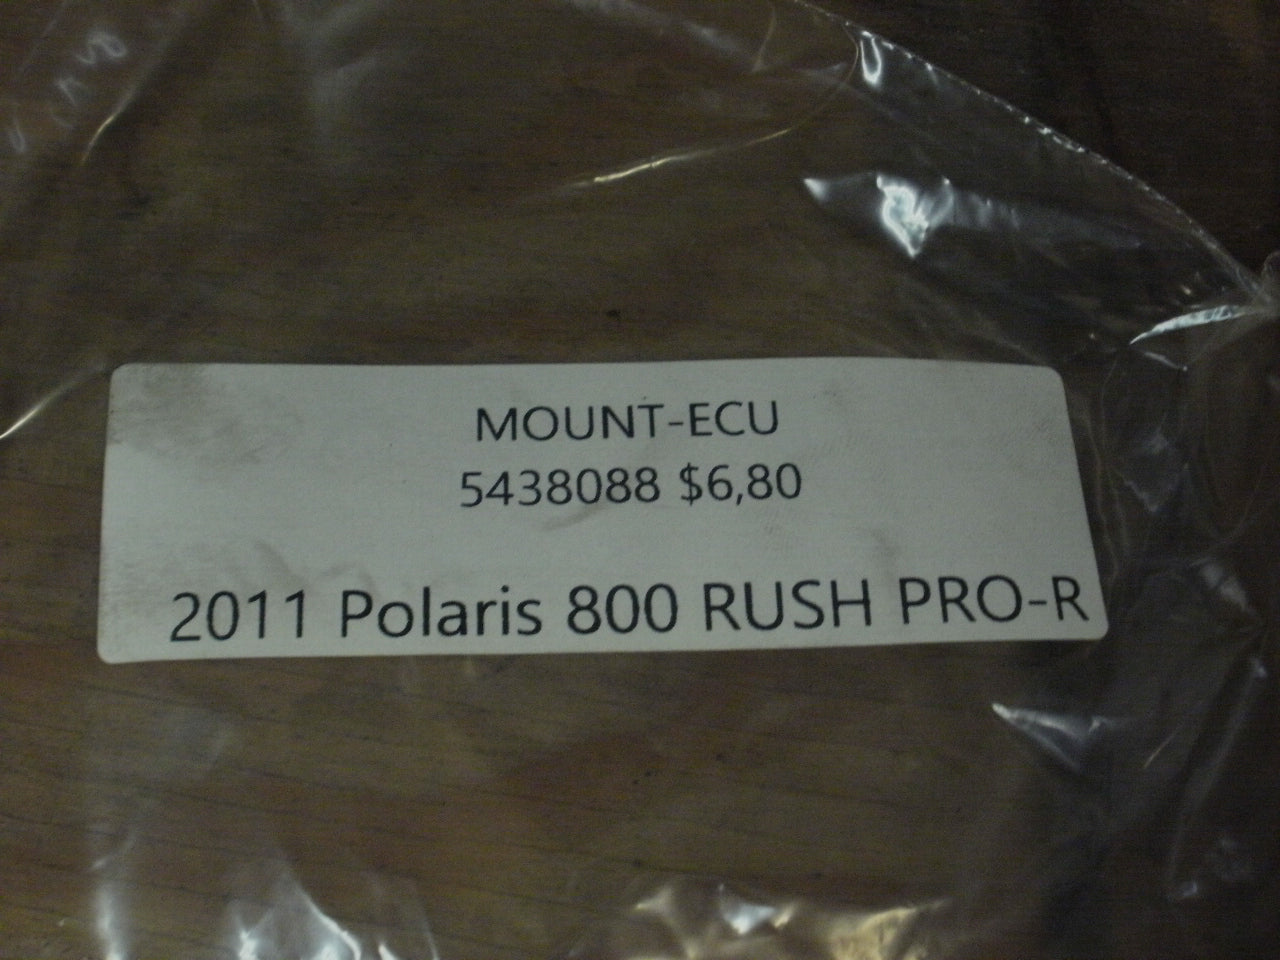 MOUNT-ECU
5438088 $6,80
2011 Polaris 800 RUSH PRO-R